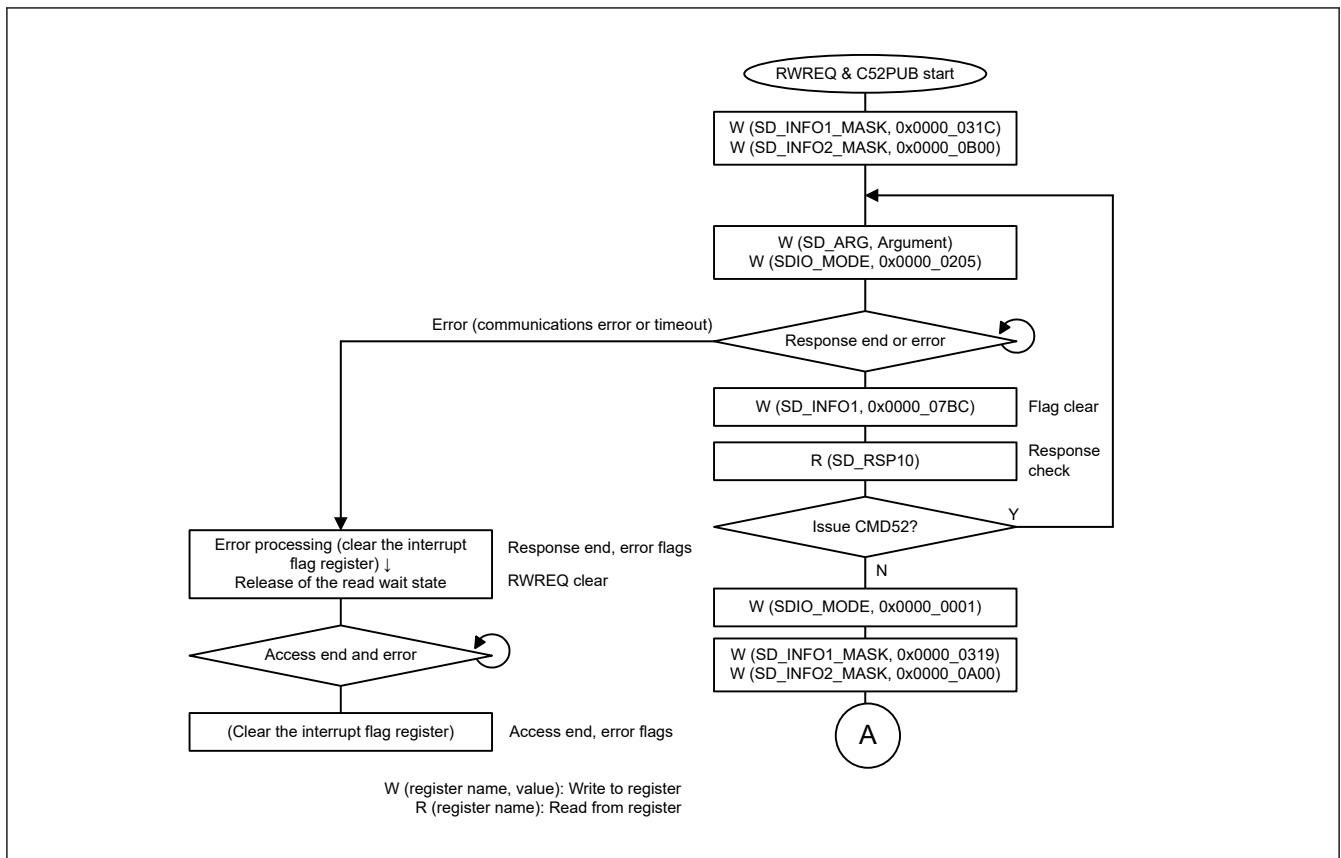 RWREQ & C52PUB start
W (SD_INFO1_MASK, 0x0000_031C)
W (SD_INFO2_MASK, 0x0000_0B00)
W (SD_ARG, Argument)
W (SDIO_MODE, 0x0000_0205)
Error (communications error or timeout)
Response end or error
W (SD_INFO1, 0x0000_07BC)
Flag clear
R (SD_RSP10)
Response
check
Issue CMD52?
Y
N
Error processing (clear the interrupt
flag register) ↓
Release of the read wait state
Response end, error flags
RWREQ clear
W (SDIO_MODE, 0x0000_0001)
Access end and error
W (SD_INFO1_MASK, 0x0000_0319)
W (SD_INFO2_MASK, 0x0000_0A00)
(Clear the interrupt flag register)
Access end, error flags
A
W (register name, value): Write to register
R (register name): Read from register